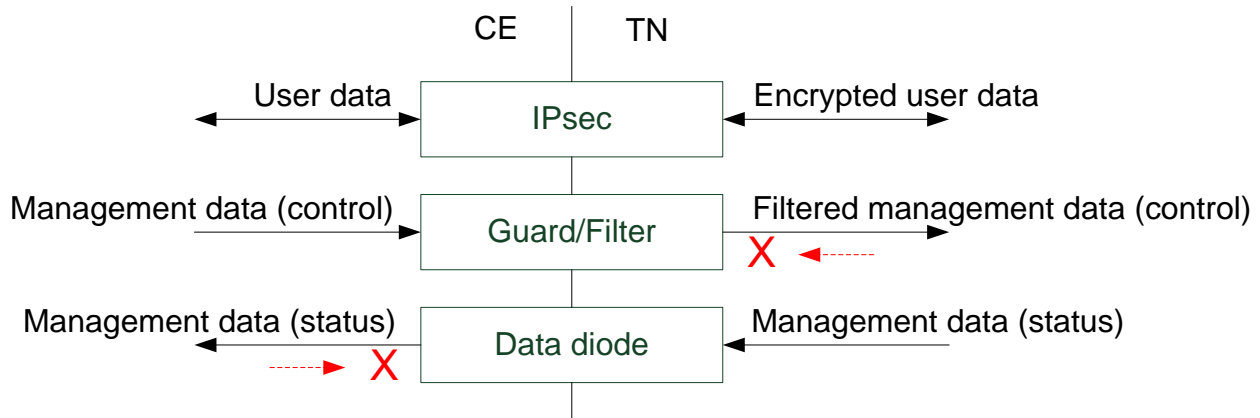 CE
TN
User data
IPsec
Encrypted user data
Management data (control)
Guard/Filter
Filtered management data (control)
X
Management data (status)
Data diode
Management data (status)
X